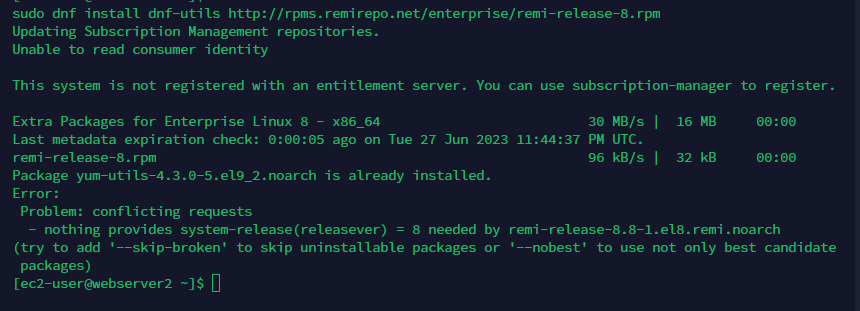 sudo dnf install dnf-utils http://rpms.remirepo.net/enterprise/remi-release-8.rpm
Updating Subscription Management repositories.
Unable to read consumer identity
This system is not registered with an entitlement server. You can use subscription-manager to register.
Extra Packages for Enterprise Linux 8 - x86_64 30 MB/s | 16 MB 00:00
Last metadata expiration check: 0:00:05 ago on Tue 27 Jun 2023 11:44:37 PM UTC.
remi-release-8.rpm 96 kB/s | 32 kB 00:00
Package yum-utils-4.3.0-5.el9_2.noarch is already installed.
Error:
Problem: conflicting requests
- nothing provides system-release(releasever) = 8 needed by remi-release-8.8-1.el8.remi.noarch
(try to add '--skip-broken' to skip uninstallable packages or '--nobest' to use not only best candidate
packages)
[ec2-user@webserver2 ~]$